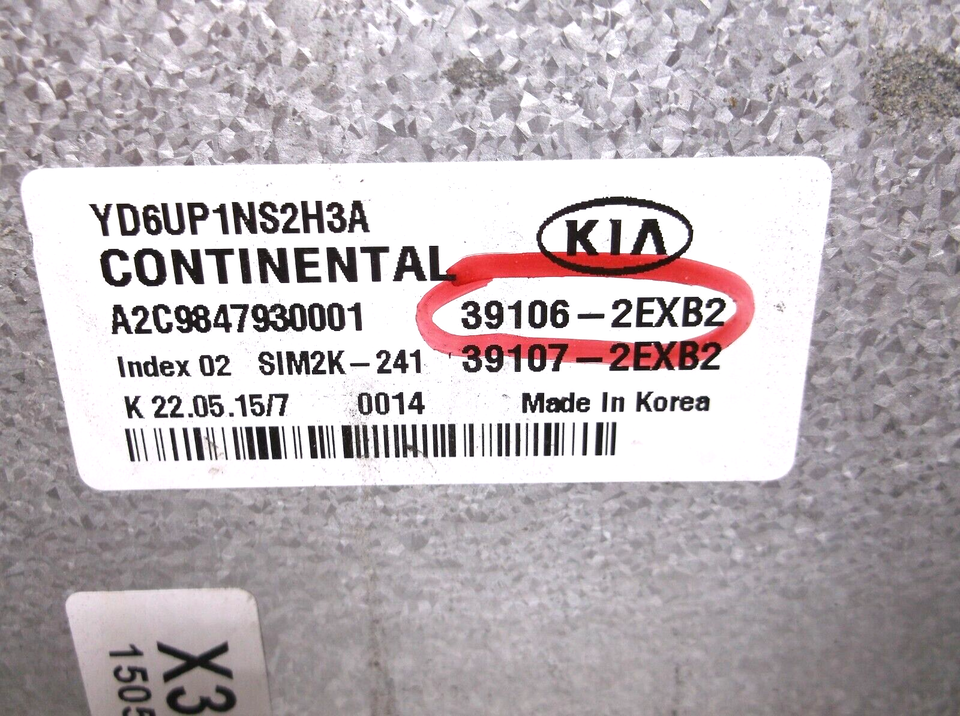 YD6UP1NS2H3A
KIA
CONTINENTAL
A2C9847930001 39106-2EXB2
Index 02 SIM2K-241 39107-2EXB2
K 22.05.15/7 0014 Made In Korea
X3
1505